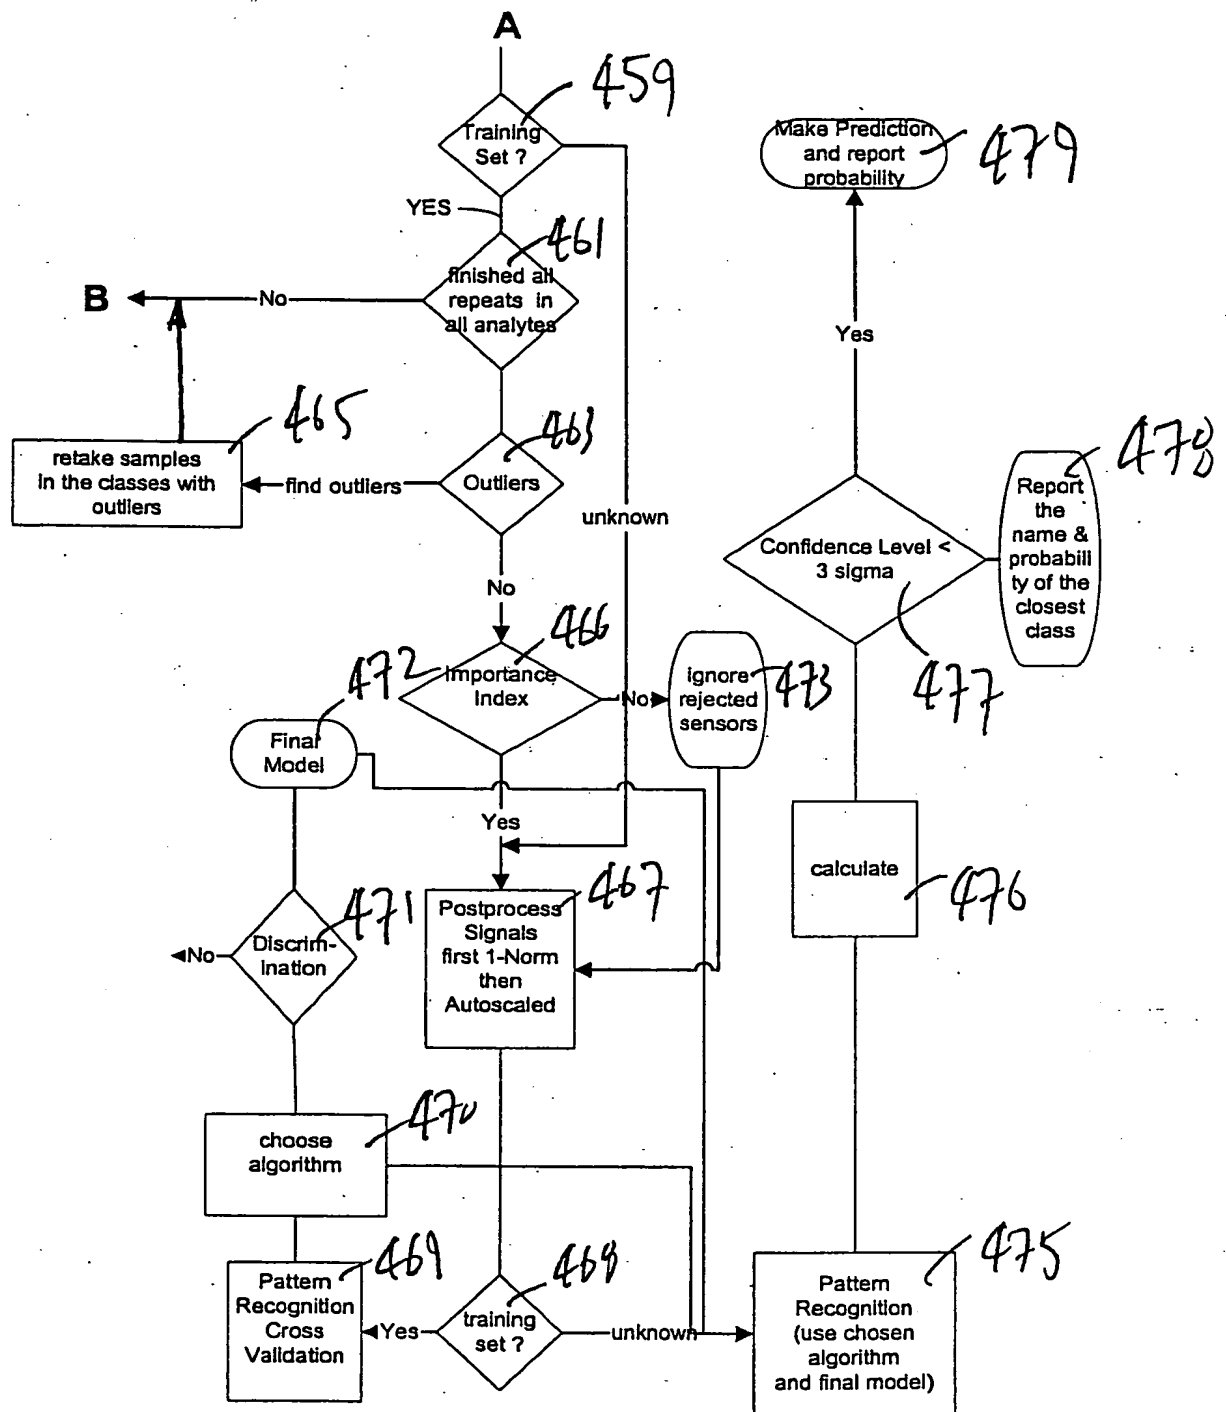 A
459
Training
Set ?
YES
461
finished all
repeats in
all analytes
No
B
465
retake samples
in the classes with
outliers
find outliers
463
Outliers
unknown
No
466
Importance
Index
No
473
ignore
rejected
sensors
472
Final
Model
Yes
467
Postprocess
Signals
first 1-Norm
then
Autoscaled
471
Discrim-
ination
No
470
choose
algorithm
469
Pattern
Recognition
Cross
Validation
Yes
468
training
set ?
unknown
475
Pattern
Recognition
(use chosen
algorithm
and final model)
476
calculate
477
Confidence Level <
3 sigma
478
Report
the
name &
probabili
ty of the
closest
class
Yes
479
Make Prediction
and report
probability